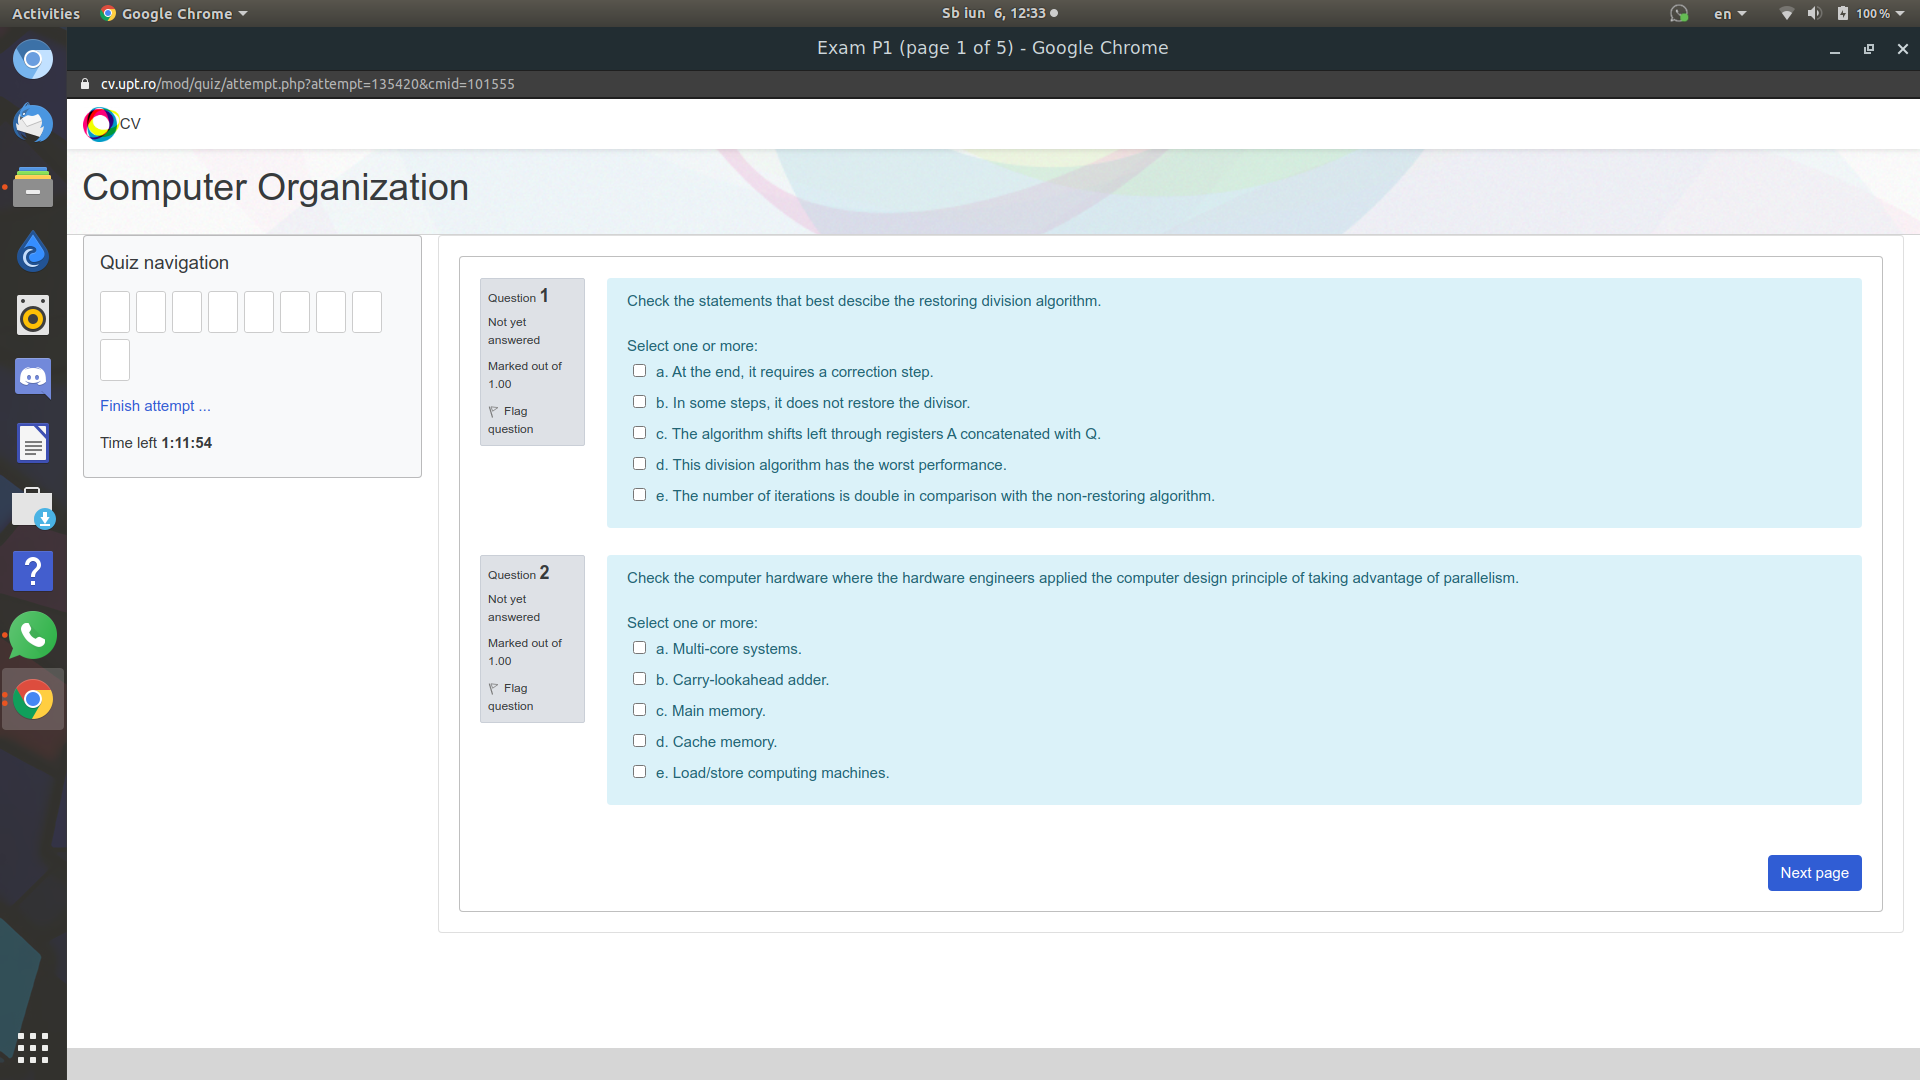 Activities Google Chrome Sb iun 6, 12:33 en 100 %
Exam P1 (page 1 of 5) - Google Chrome
cv.upt.ro/mod/quiz/attempt.php?attempt=135420&cmid=101555
CV
Computer Organization
Quiz navigation
Finish attempt ...
Time left 1:11:54
Question 1
Not yet
answered
Marked out of
1.00
Flag
question
Check the statements that best descibe the restoring division algorithm.
Select one or more:
a. At the end, it requires a correction step.
b. In some steps, it does not restore the divisor.
c. The algorithm shifts left through registers A concatenated with Q.
d. This division algorithm has the worst performance.
e. The number of iterations is double in comparison with the non-restoring algorithm.
Question 2
Not yet
answered
Marked out of
1.00
Flag
question
Check the computer hardware where the hardware engineers applied the computer design principle of taking advantage of parallelism.
Select one or more:
a. Multi-core systems.
b. Carry-lookahead adder.
c. Main memory.
d. Cache memory.
e. Load/store computing machines.
Next page